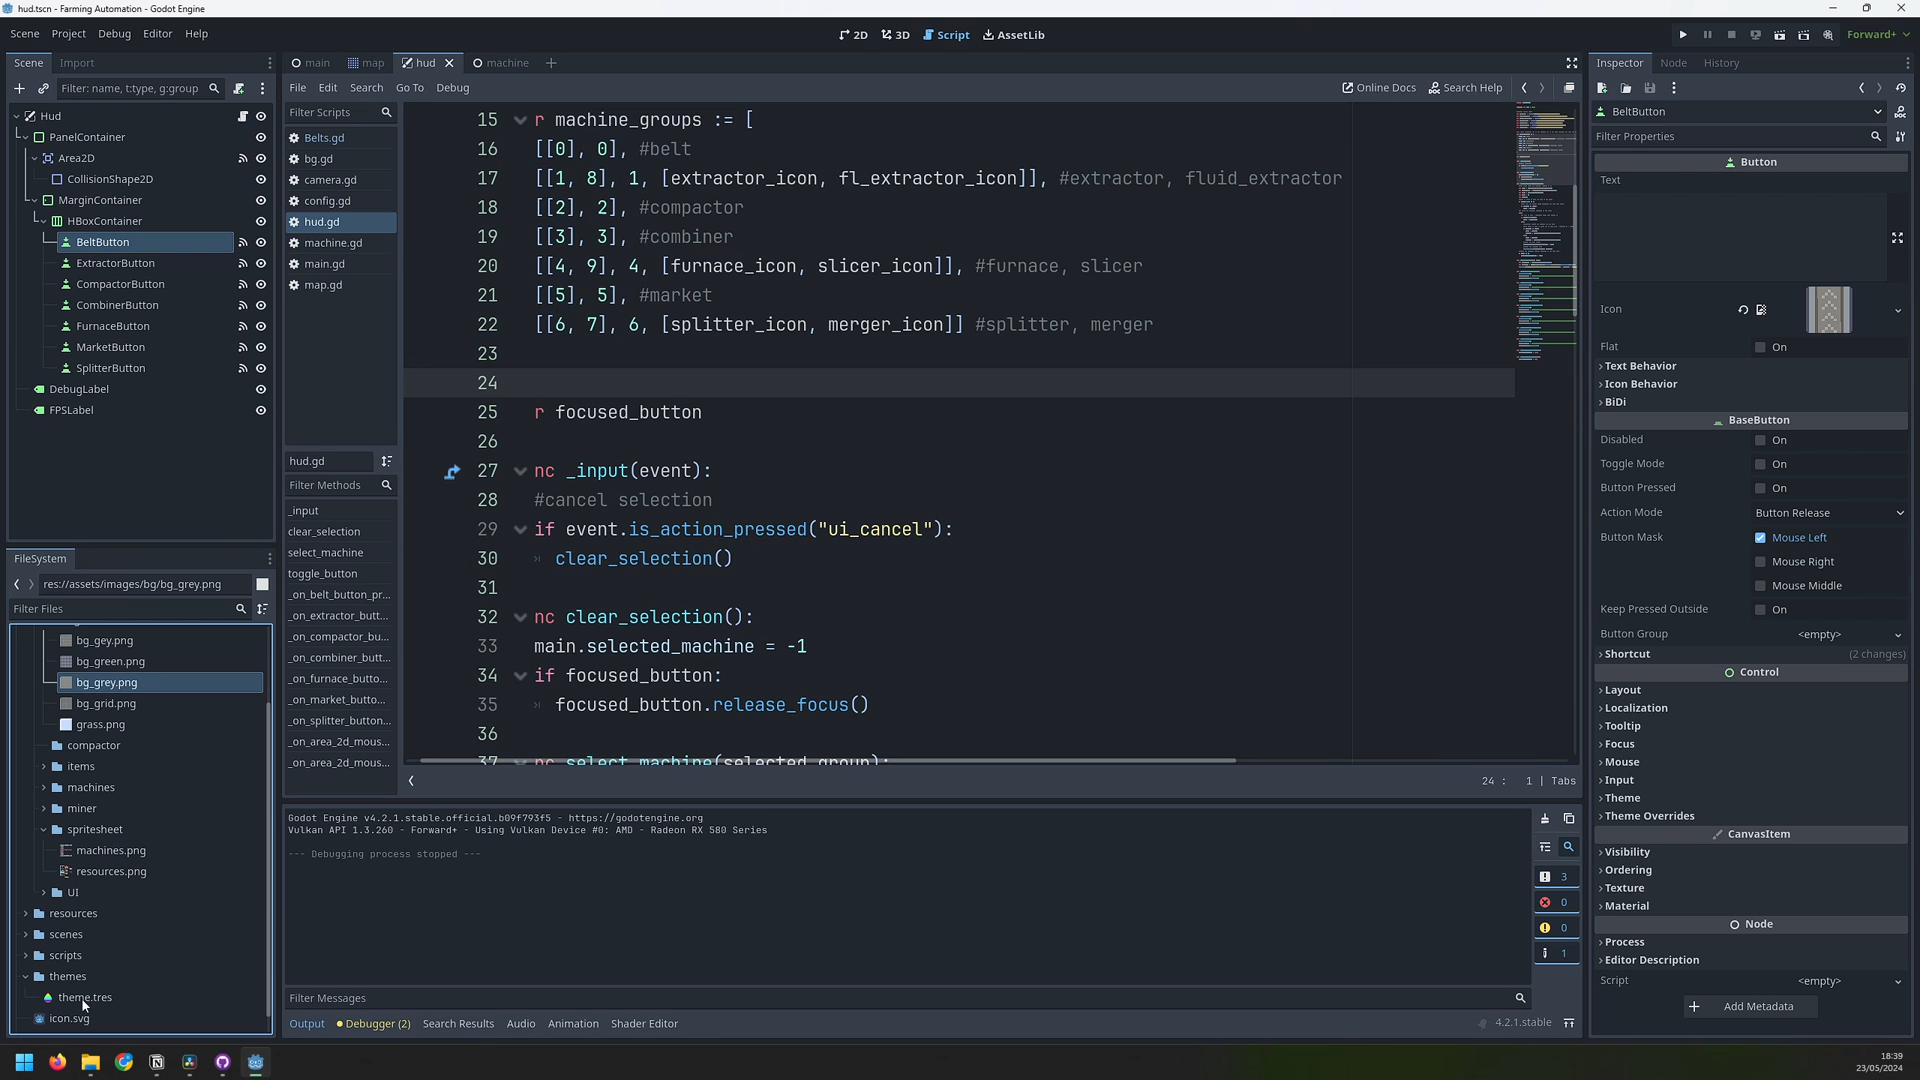 hud.tscn - Farming Automation - Godot Engine
Scene Project Debug Editor Help
2D 3D Script AssetLib
Forward+
Scene Import
Filter: name, t:type, g:group
Hud
PanelContainer
Area2D
CollisionShape2D
MarginContainer
HBoxContainer
BeltButton
ExtractorButton
CompactorButton
CombinerButton
FurnaceButton
MarketButton
SplitterButton
DebugLabel
FPSLabel
FileSystem
res://assets/images/bg/bg_grey.png
Filter Files
bg_gey.png
bg_green.png
bg_grey.png
bg_grid.png
grass.png
compactor
items
machines
miner
spritesheet
machines.png
resources.png
UI
resources
scenes
scripts
themes
theme.tres
icon.svg
main map hud machine
File Edit Search Go To Debug
Online Docs Search Help
Filter Scripts
Belts.gd
bg.gd
camera.gd
config.gd
hud.gd
machine.gd
main.gd
map.gd
hud.gd
Filter Methods
_input
clear_selection
select_machine
toggle_button
_on_belt_button_pr...
_on_extractor_butt...
_on_compactor_bu...
_on_combiner_butt...
_on_furnace_butto...
_on_market_butto...
_on_splitter_button...
_on_area_2d_mous...
_on_area_2d_mous...
15 r machine_groups := [
16 [[0], 0], #belt
17 [[1, 8], 1, [extractor_icon, fl_extractor_icon]], #extractor, fluid_extractor
18 [[2], 2], #compactor
19 [[3], 3], #combiner
20 [[4, 9], 4, [furnace_icon, slicer_icon]], #furnace, slicer
21 [[5], 5], #market
22 [[6, 7], 6, [splitter_icon, merger_icon]] #splitter, merger
23
24
25 r focused_button
26
27 nc _input(event):
28 #cancel selection
29 if event.is_action_pressed("ui_cancel"):
30 clear_selection()
31
32 nc clear_selection():
33 main.selected_machine = -1
34 if focused_button:
35 focused_button.release_focus()
36
37 nc select_machine(selected_group):
24 : 1 | Tabs
Godot Engine v4.2.1.stable.official.b09f793f5 - https://godotengine.org
Vulkan API 1.3.260 - Forward+ - Using Vulkan Device #0: AMD - Radeon RX 580 Series
--- Debugging process stopped ---
3
0
0
1
Filter Messages
Output Debugger (2) Search Results Audio Animation Shader Editor
4.2.1.stable
Inspector Node History
BeltButton
Filter Properties
Button
Text
Icon
Flat On
Text Behavior
Icon Behavior
BiDi
BaseButton
Disabled On
Toggle Mode On
Button Pressed On
Action Mode Button Release
Button Mask Mouse Left
Mouse Right
Mouse Middle
Keep Pressed Outside On
Button Group <empty>
Shortcut (2 changes)
Control
Layout
Localization
Tooltip
Focus
Mouse
Input
Theme
Theme Overrides
CanvasItem
Visibility
Ordering
Texture
Material
Node
Process
Editor Description
Script <empty>
Add Metadata
18:39
23/05/2024